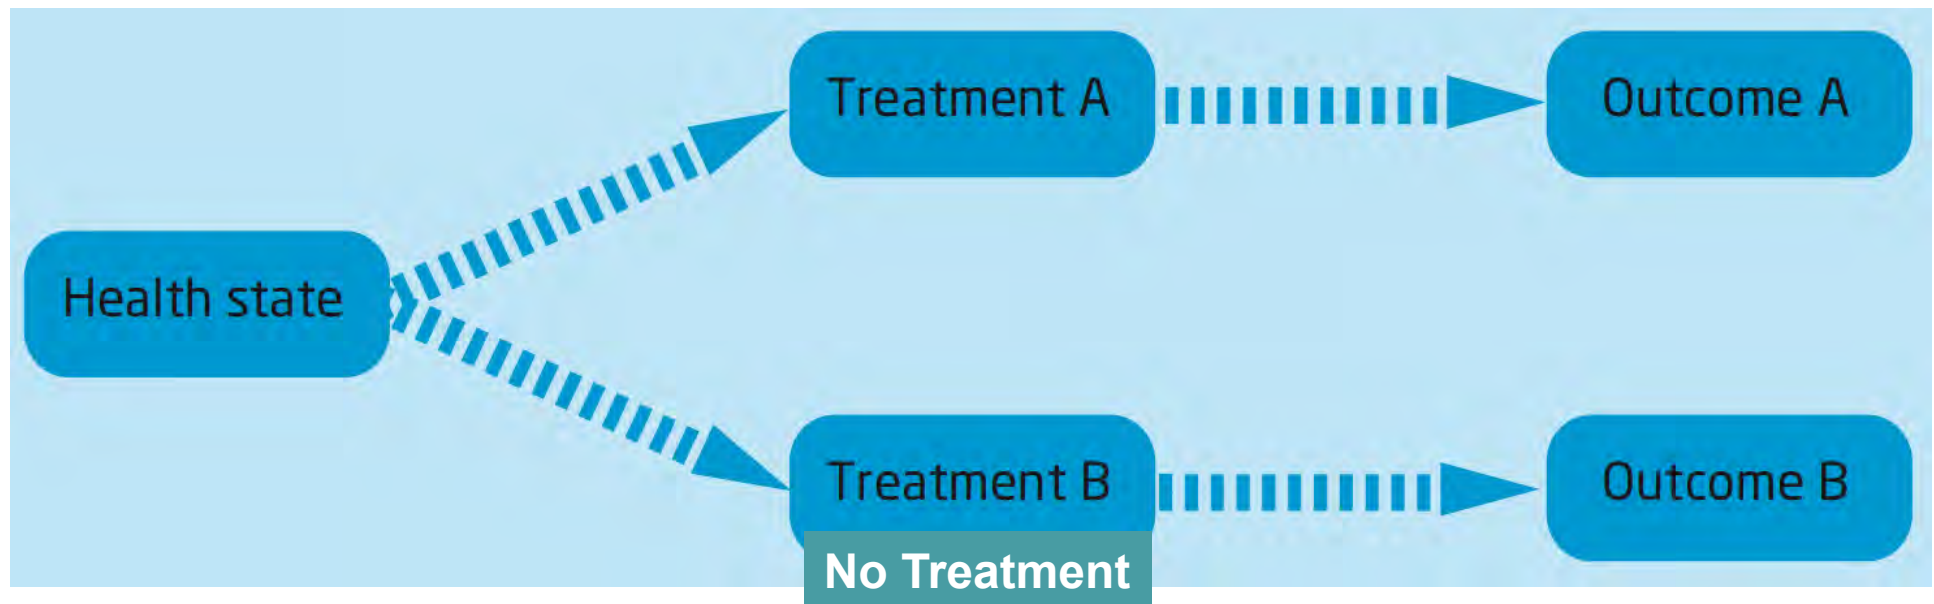 Treatment A
Outcome A
Health state
Treatment B
Outcome B
No Treatment